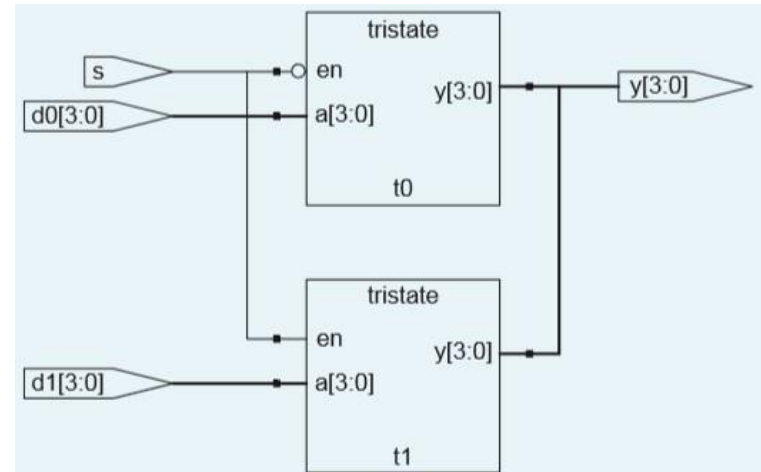 tristate
s
en
y[3:0]
y[3:0]
d0[3:0]
a[3:0]
t0
tristate
en
y[3:0]
d1[3:0]
a[3:0]
t1